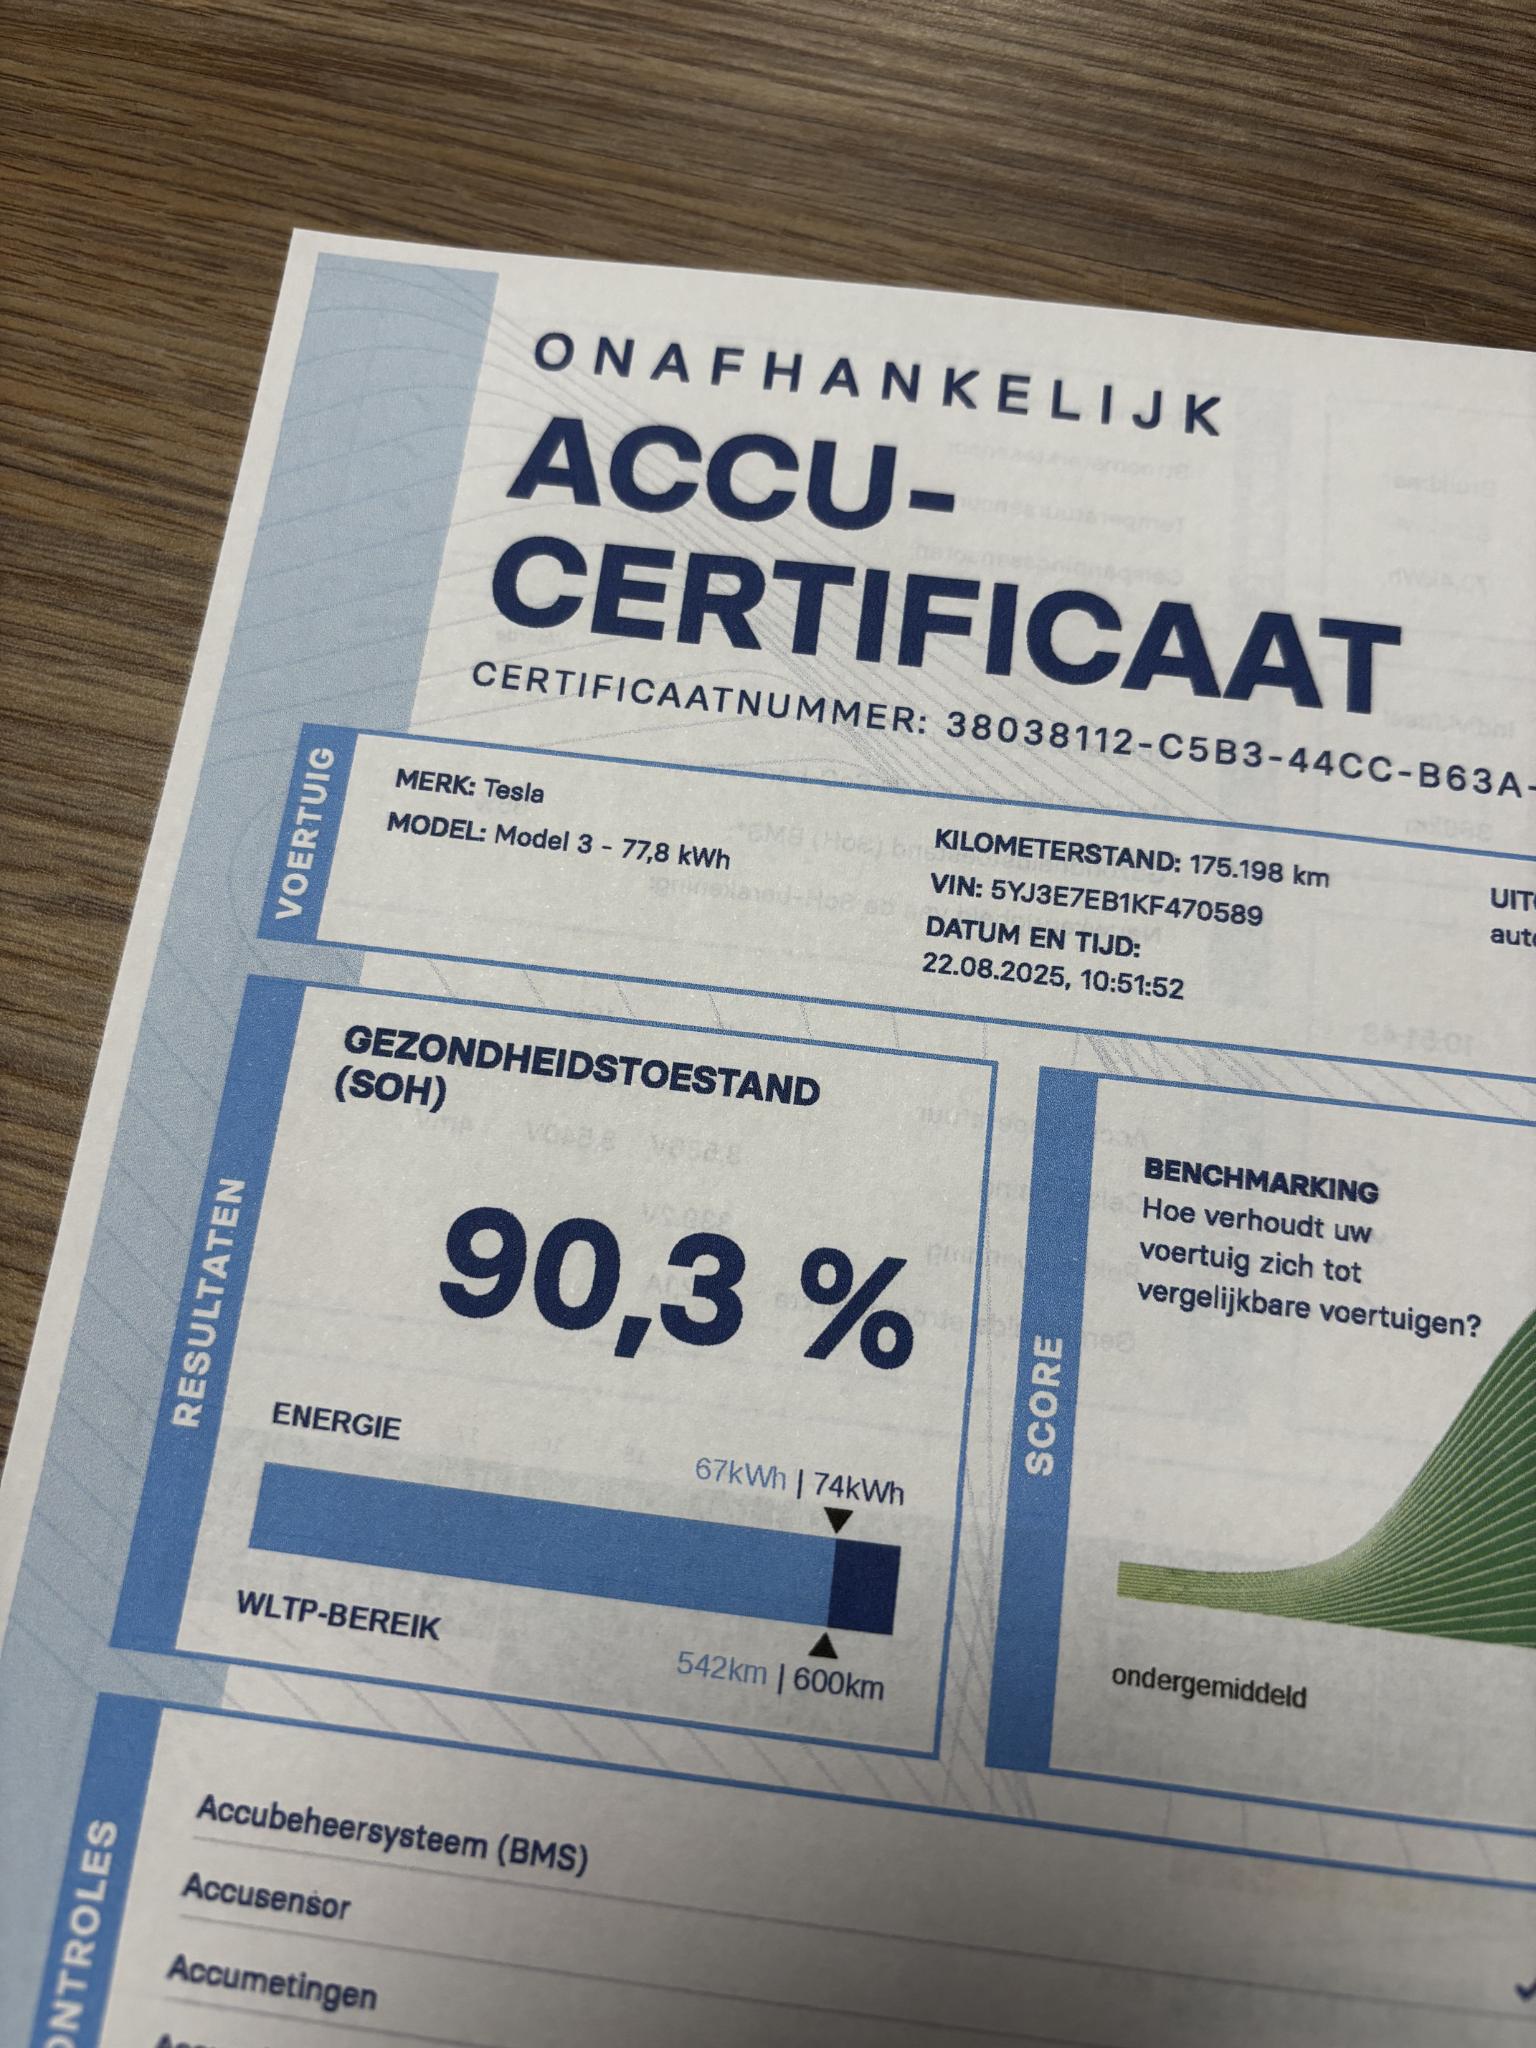 ONAFHANKELIJK
ACCU-
CERTIFICAAT
CERTIFICAATNUMMER: 38038112-C5B3-44CC-B63A-
VOERTUIG
MERK: Tesla
MODEL: Model 3 - 77,8 kWh
KILOMETERSTAND: 175.198 km
VIN: 5YJ3E7EB1KF470589
DATUM EN TIJD:
22.08.2025, 10:51:52
RESULTATEN
GEZONDHEIDSTOESTAND
(SOH)
90,3 %
ENERGIE
67kWh | 74kWh
WLTP-BEREIK
542km | 600km
SCORE
BENCHMARKING
Hoe verhoudt uw
voertuig zich tot
vergelijkbare voertuigen?
ondergemiddeld
Accubeheersysteem (BMS)
Accusensor
Accumetingen